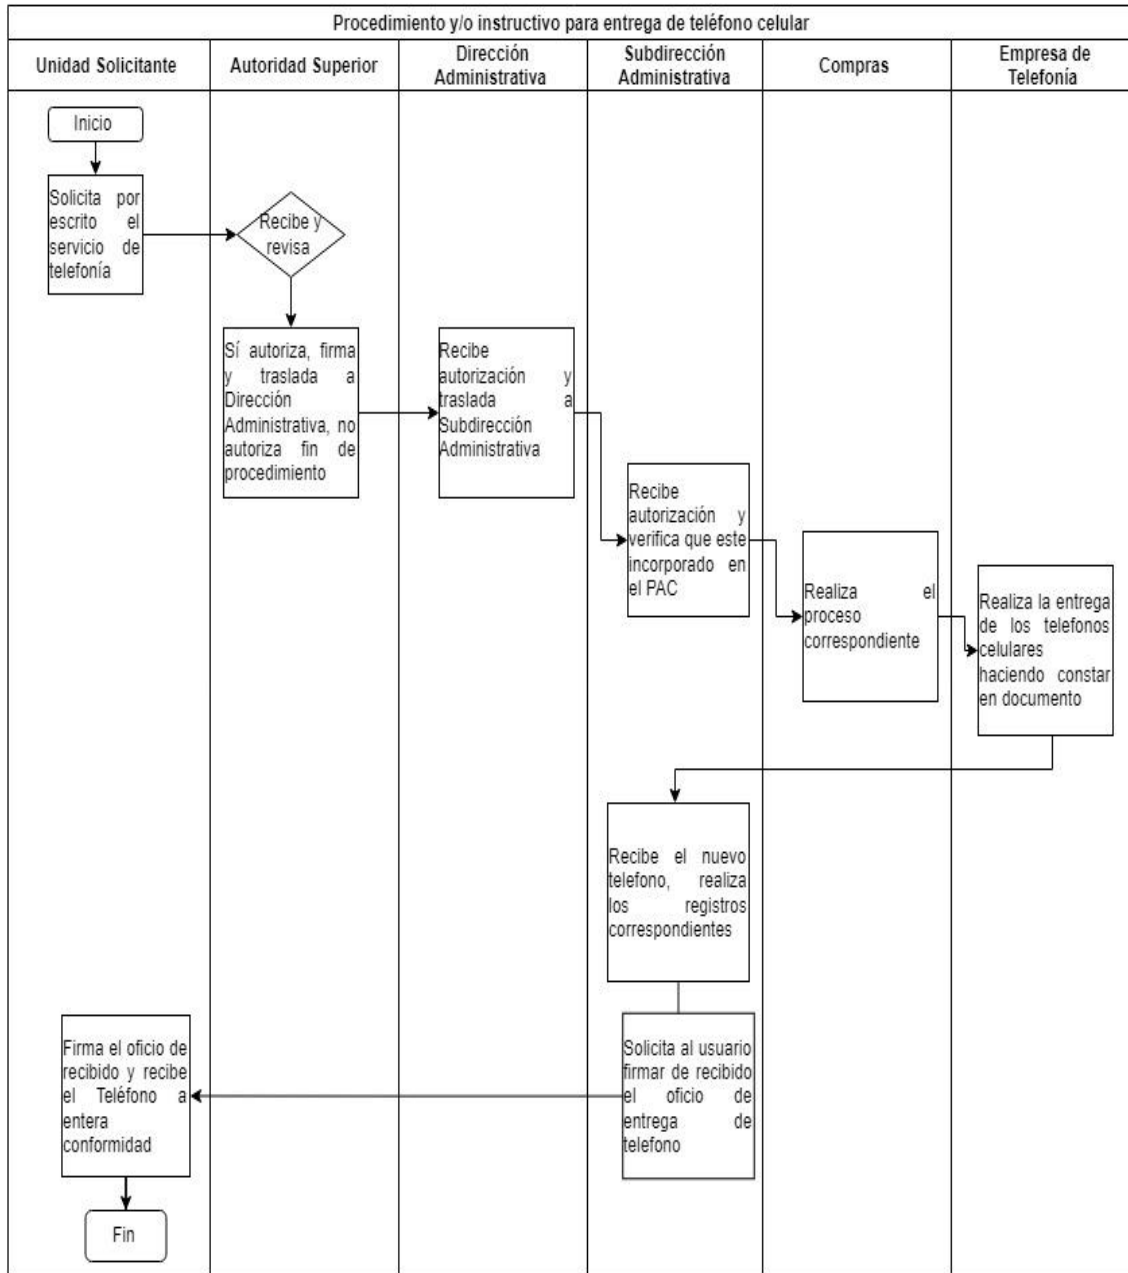 Procedimiento y/o instructivo para entrega de teléfono celular
Unidad Solicitante
Autoridad Superior
Dirección
Administrativa
Subdirección
Administrativa
Compras
Empresa de
Telefonía
Inicio
Solicita por
escrito el
servicio de
telefonía
Recibe y
revisa
Sí autoriza, firma
y traslada a
Dirección
Administrativa, no
autoriza fin de
procedimiento
Recibe
autorización y
traslada a
Subdirección
Administrativa
Recibe
autorización y
verifica que este
incorporado en
el PAC
Realiza el
proceso
correspondiente
Realiza la entrega
de los telefonos
celulares
haciendo constar
en documento
Recibe el nuevo
telefono, realiza
los registros
correspondientes
Solicita al usuario
firmar de recibido
el oficio de
entrega de
telefono
Firma el oficio de
recibido y recibe
el Teléfono a
entera
conformidad
Fin